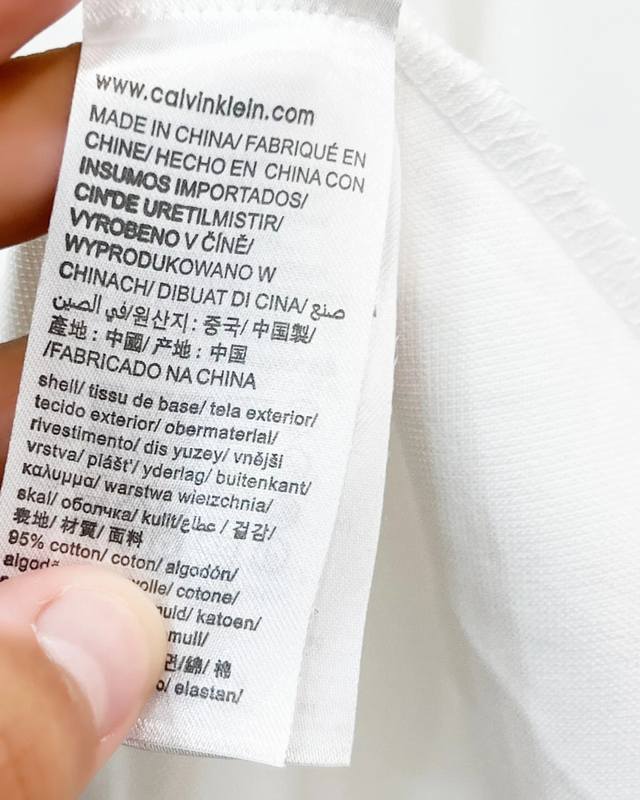 www.calvinklein.com
MADE IN CHINA/ FABRIQUÉ EN
CHINE/ HECHO EN CHINA CON
INSUMOS IMPORTADOS/
CIN'DE URETILMISTIR/
VYROBENO V ČÍNĚ/
WYPRODUKOWANO W
CHINACH/ DIBUAT DI CINA/ صنع
في الصين/원산지 : 중국/ 中国製/
產地 : 中國/ 产地 : 中国
/FABRICADO NA CHINA
shell/ tissu de base/ tela exterior/
tecido exterior/ obermaterial/
rivestimento/ dis yuzey/ vnější
vrstva/ plášt'/ yderlag/ buitenkant/
καλυμμα/ warstwa wierzchnia/
skal/ оболчка/ kulit/غطاء / 겉감/
表地/ 材質/ 面料
95% cotton/ coton/ algodón/
cotone/
katoen/
mull/
綿/ 棉
elastan/